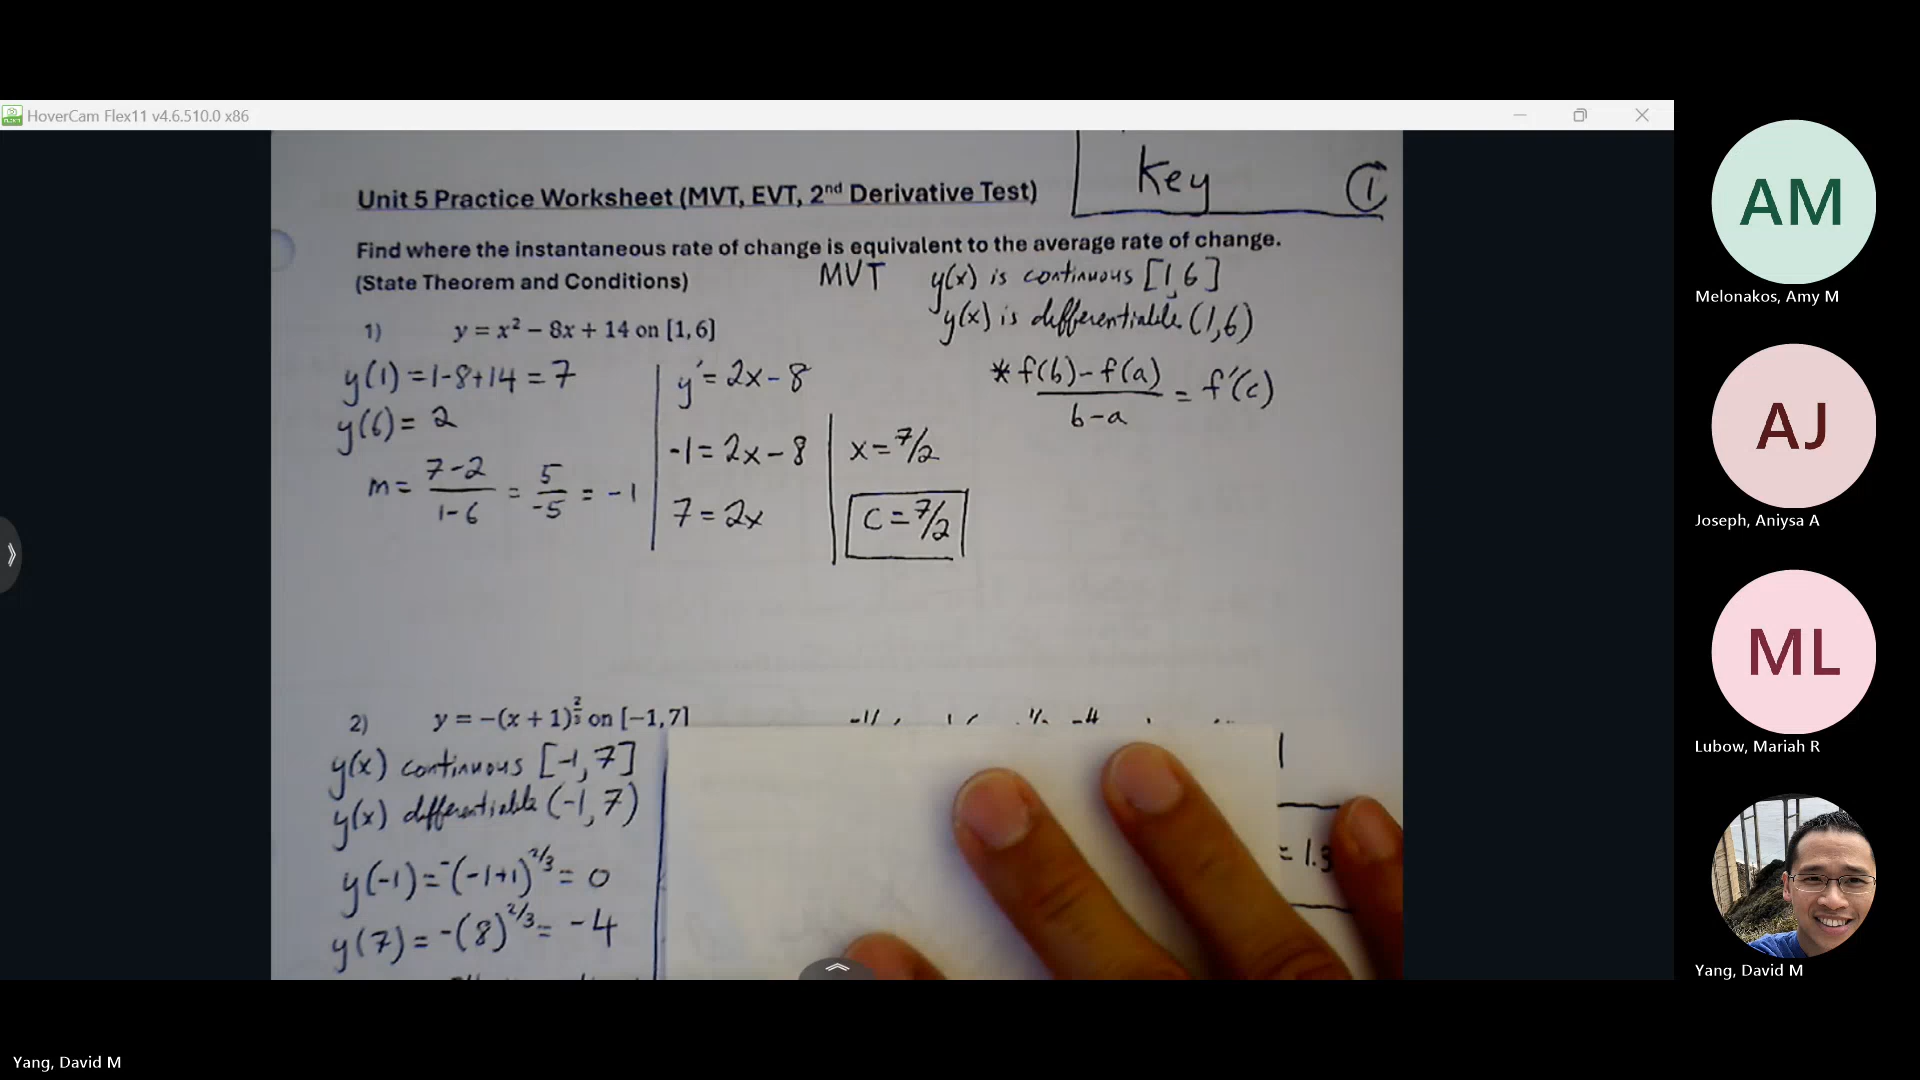 HoverCam Flex11 v4.6.510.0 x86
Key ①
Unit 5 Practice Worksheet (MVT, EVT, 2nd Derivative Test)
Find where the instantaneous rate of change is equivalent to the average rate of change.
(State Theorem and Conditions)
MVT
y(x) is continuous [1,6]
y(x) is differentiable (1,6)
1) y = x² − 8x + 14 on [1, 6]
y(1) = 1-8+14 = 7
y(6) = 2
m = (7-2)/(1-6) = 5/-5 = -1
y' = 2x - 8
-1 = 2x - 8
7 = 2x
x = 7/2
c = 7/2
* (f(b) - f(a))/(b-a) = f'(c)
2) y = −(x + 1)^(2/3) on [−1, 7]
y(x) continuous [-1,7]
y(x) differentiable (-1,7)
y(-1) = -(-1+1)^(2/3) = 0
y(7) = -(8)^(2/3) = -4
AM
Melonakos, Amy M
AJ
Joseph, Aniysa A
ML
Lubow, Mariah R
Yang, David M
Yang, David M